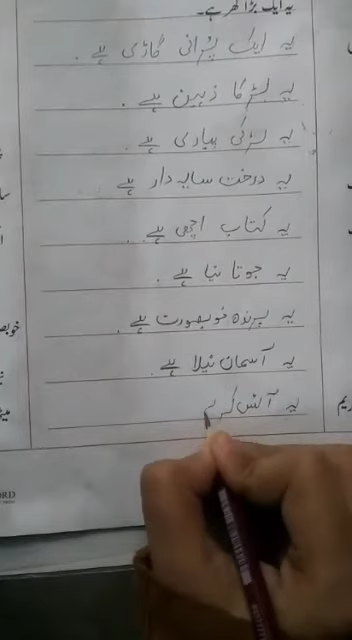 یہ ایک بڑا گھر ہے۔
یہ ایک پرانی گاڑی ہے۔
یہ لڑکا ذہین ہے۔
یہ لڑکی پیاری ہے۔
یہ درخت سایہ دار ہے
یہ کتاب اچھی ہے۔
یہ جوتا نیا ہے۔
یہ پرندہ خوبصورت ہے۔
یہ آسمان نیلا ہے۔
یہ آئس کریم